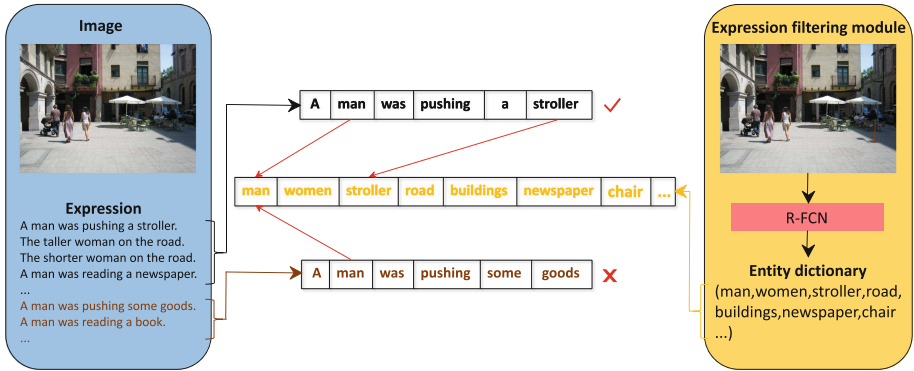 Image
Expression
A man was pushing a stroller.
The taller woman on the road.
The shorter woman on the road.
A man was reading a newspaper.
...
A man was pushing some goods.
A man was reading a book.
...
A man was pushing a stroller
man women stroller road buildings newspaper chair ...
A man was pushing some goods
Expression filtering module
R-FCN
Entity dictionary
(man,women,stroller,road,
buildings,newspaper,chair
...)